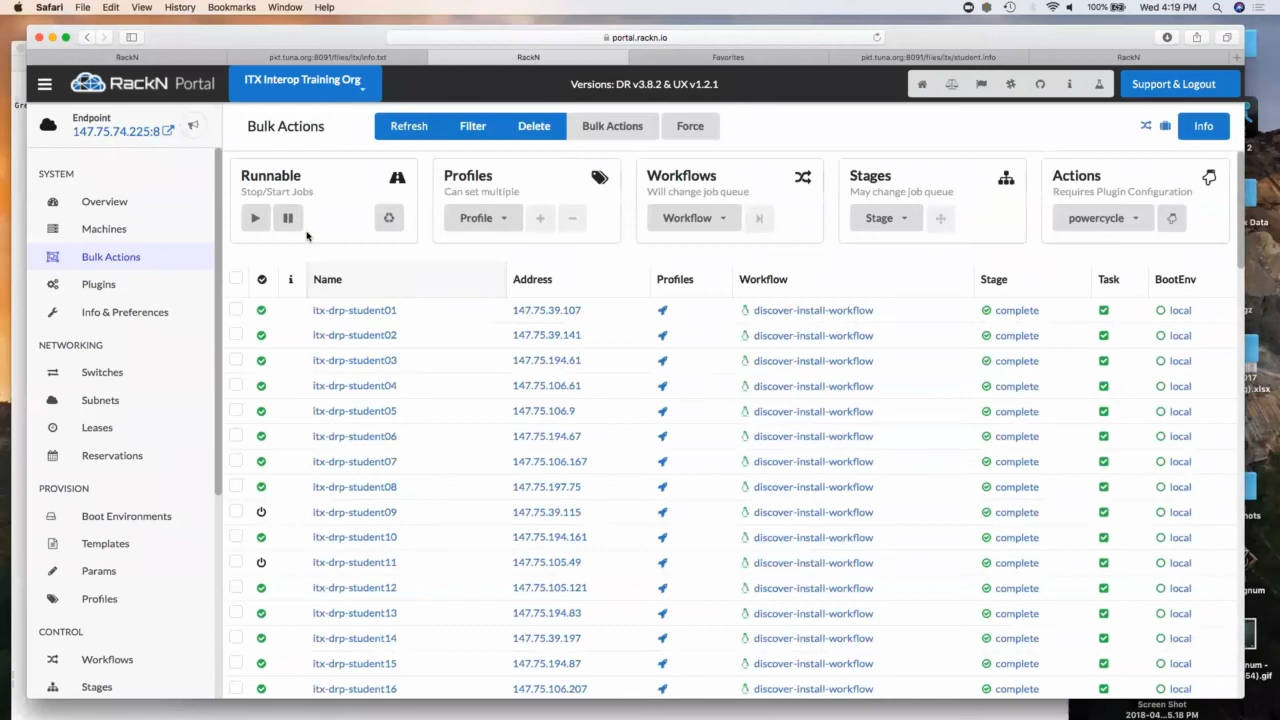 Safari File Edit View History Bookmarks Window Help
100% Wed 4:19 PM
portal.rackn.io
RackN pkt.tuna.org:8091/files/itx/info.txt RackN Favorites pkt.tuna.org:8091/files/itx/student.info RackN
RackN Portal
ITX Interop Training Org
Versions: DR v3.8.2 & UX v1.2.1
Support & Logout
Endpoint
147.75.74.225:8
Bulk Actions
Refresh Filter Delete Bulk Actions Force
Info
SYSTEM
Overview
Machines
Bulk Actions
Plugins
Info & Preferences
NETWORKING
Switches
Subnets
Leases
Reservations
PROVISION
Boot Environments
Templates
Params
Profiles
CONTROL
Workflows
Stages
Runnable
Stop/Start Jobs
Profiles
Can set multiple
Profile
Workflows
Will change job queue
Workflow
Stages
May change job queue
Stage
Actions
Requires Plugin Configuration
powercycle
Name Address Profiles Workflow Stage Task BootEnv
itx-drp-student01 147.75.39.107 discover-install-workflow complete local
itx-drp-student02 147.75.39.141 discover-install-workflow complete local
itx-drp-student03 147.75.194.61 discover-install-workflow complete local
itx-drp-student04 147.75.106.61 discover-install-workflow complete local
itx-drp-student05 147.75.106.9 discover-install-workflow complete local
itx-drp-student06 147.75.194.67 discover-install-workflow complete local
itx-drp-student07 147.75.106.167 discover-install-workflow complete local
itx-drp-student08 147.75.197.75 discover-install-workflow complete local
itx-drp-student09 147.75.39.115 discover-install-workflow complete local
itx-drp-student10 147.75.194.161 discover-install-workflow complete local
itx-drp-student11 147.75.105.49 discover-install-workflow complete local
itx-drp-student12 147.75.105.121 discover-install-workflow complete local
itx-drp-student13 147.75.194.83 discover-install-workflow complete local
itx-drp-student14 147.75.39.197 discover-install-workflow complete local
itx-drp-student15 147.75.194.87 discover-install-workflow complete local
itx-drp-student16 147.75.106.207 discover-install-workflow complete local
Screen Shot
2018-04...5.18 PM